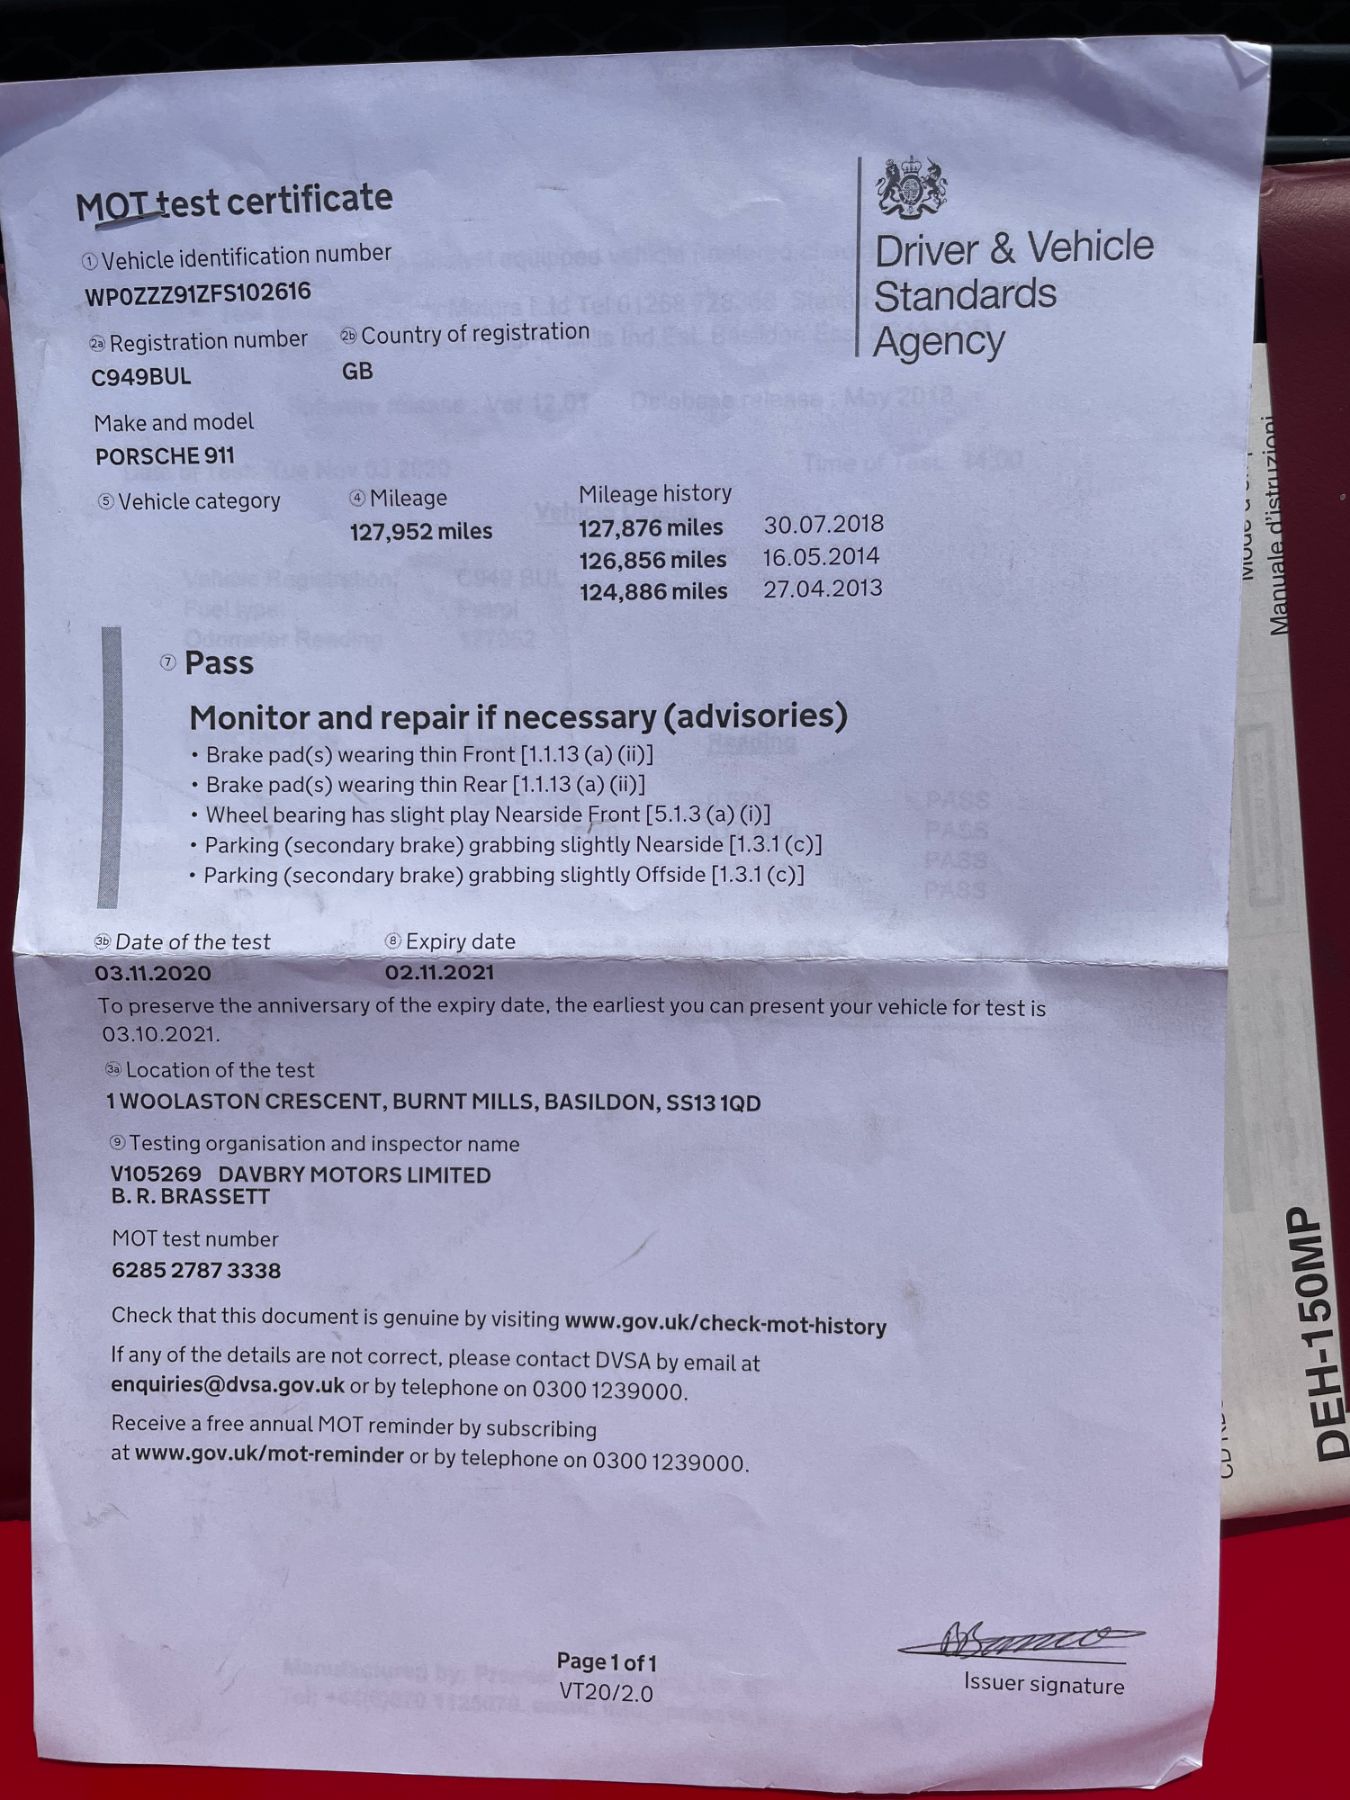 MOT test certificate
Driver & Vehicle
Standards
Agency
1 Vehicle identification number
WP0ZZZ91ZFS102616
2a Registration number 2b Country of registration
C949BUL GB
Make and model
PORSCHE 911
5 Vehicle category 4 Mileage Mileage history
127,952 miles 127,876 miles 30.07.2018
126,856 miles 16.05.2014
124,886 miles 27.04.2013
7 Pass
Monitor and repair if necessary (advisories)
• Brake pad(s) wearing thin Front [1.1.13 (a) (ii)]
• Brake pad(s) wearing thin Rear [1.1.13 (a) (ii)]
• Wheel bearing has slight play Nearside Front [5.1.3 (a) (i)]
• Parking (secondary brake) grabbing slightly Nearside [1.3.1 (c)]
• Parking (secondary brake) grabbing slightly Offside [1.3.1 (c)]
3b Date of the test 8 Expiry date
03.11.2020 02.11.2021
To preserve the anniversary of the expiry date, the earliest you can present your vehicle for test is
03.10.2021.
3a Location of the test
1 WOOLASTON CRESCENT, BURNT MILLS, BASILDON, SS13 1QD
9 Testing organisation and inspector name
V105269 DAVBRY MOTORS LIMITED
B. R. BRASSETT
MOT test number
6285 2787 3338
Check that this document is genuine by visiting www.gov.uk/check-mot-history
If any of the details are not correct, please contact DVSA by email at
enquiries@dvsa.gov.uk or by telephone on 0300 1239000.
Receive a free annual MOT reminder by subscribing
at www.gov.uk/mot-reminder or by telephone on 0300 1239000.
Page 1 of 1
VT20/2.0
Issuer signature
Manuale d'istruzioni
DEH-150MP